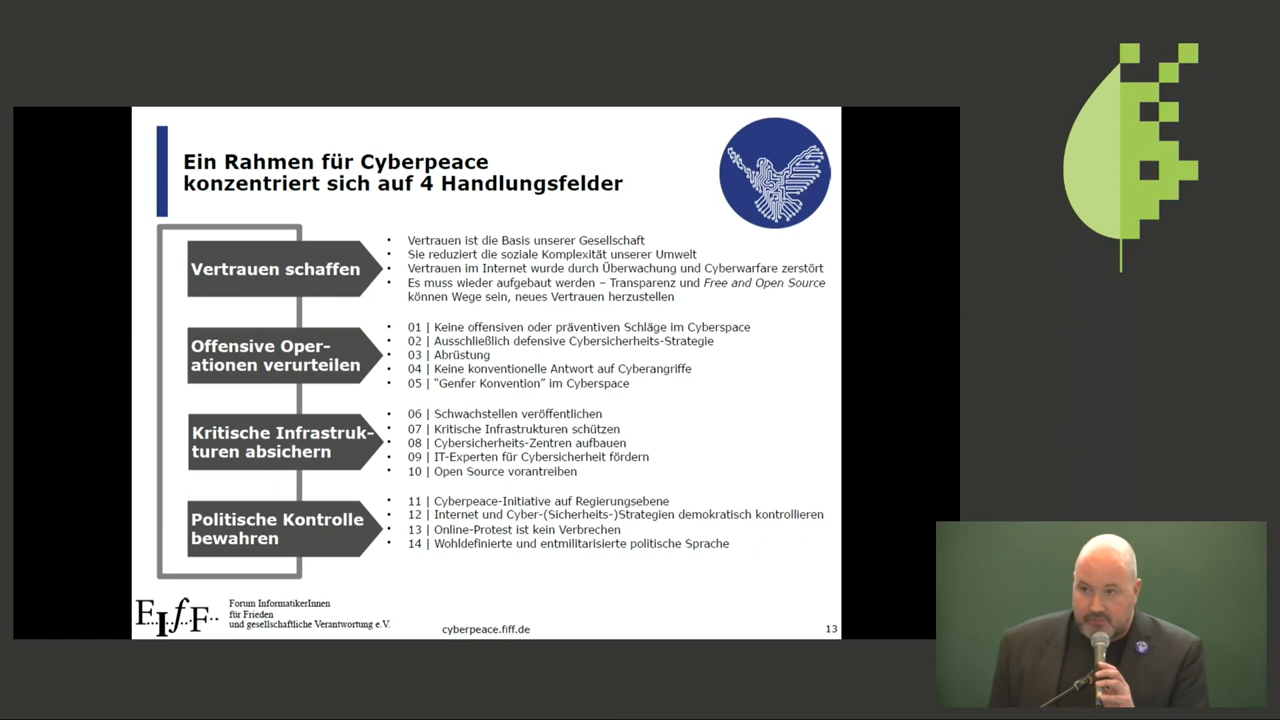 Ein Rahmen für Cyberpeace
konzentriert sich auf 4 Handlungsfelder
Vertrauen schaffen
• Vertrauen ist die Basis unserer Gesellschaft
• Sie reduziert die soziale Komplexität unserer Umwelt
• Vertrauen im Internet wurde durch Überwachung und Cyberwarfare zerstört
• Es muss wieder aufgebaut werden – Transparenz und Free and Open Source
können Wege sein, neues Vertrauen herzustellen
Offensive Oper-
ationen verurteilen
• 01 | Keine offensiven oder präventiven Schläge im Cyberspace
• 02 | Ausschließlich defensive Cybersicherheits-Strategie
• 03 | Abrüstung
• 04 | Keine konventionelle Antwort auf Cyberangriffe
• 05 | “Genfer Konvention” im Cyberspace
Kritische Infrastruk-
turen absichern
• 06 | Schwachstellen veröffentlichen
• 07 | Kritische Infrastrukturen schützen
• 08 | Cybersicherheits-Zentren aufbauen
• 09 | IT-Experten für Cybersicherheit fördern
• 10 | Open Source vorantreiben
Politische Kontrolle
bewahren
• 11 | Cyberpeace-Initiative auf Regierungsebene
• 12 | Internet und Cyber-(Sicherheits-)Strategien demokratisch kontrollieren
• 13 | Online-Protest ist kein Verbrechen
• 14 | Wohldefinierte und entmilitarisierte politische Sprache
F..I..f..F..
Forum InformatikerInnen
für Frieden
und gesellschaftliche Verantwortung e.V.
cyberpeace.fiff.de
13